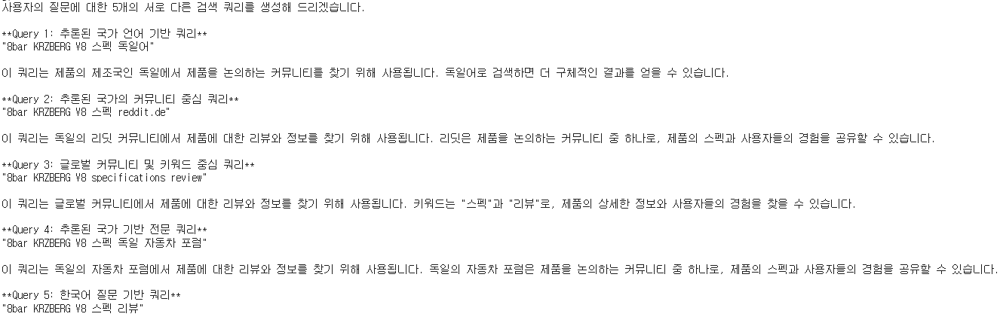 사용자의 질문에 대한 5개의 서로 다른 검색 쿼리를 생성해 드리겠습니다.
**Query 1: 추론된 국가 언어 기반 쿼리**
"8bar KRZBERG V8 스펙 독일어"
이 쿼리는 제품의 제조국인 독일에서 제품을 논의하는 커뮤니티를 찾기 위해 사용됩니다. 독일어로 검색하면 더 구체적인 결과를 얻을 수 있습니다.
**Query 2: 추론된 국가의 커뮤니티 중심 쿼리**
"8bar KRZBERG V8 스펙 reddit.de"
이 쿼리는 독일의 리딧 커뮤니티에서 제품에 대한 리뷰와 정보를 찾기 위해 사용됩니다. 리딧은 제품을 논의하는 커뮤니티 중 하나로, 제품의 스펙과 사용자들의 경험을 공유할 수 있습니다.
**Query 3: 글로벌 커뮤니티 및 키워드 중심 쿼리**
"8bar KRZBERG V8 specifications review"
이 쿼리는 글로벌 커뮤니티에서 제품에 대한 리뷰와 정보를 찾기 위해 사용됩니다. 키워드는 "스펙"과 "리뷰"로, 제품의 상세한 정보와 사용자들의 경험을 찾을 수 있습니다.
**Query 4: 추론된 국가 기반 전문 쿼리**
"8bar KRZBERG V8 스펙 독일 자동차 포럼"
이 쿼리는 독일의 자동차 포럼에서 제품에 대한 리뷰와 정보를 찾기 위해 사용됩니다. 독일의 자동차 포럼은 제품을 논의하는 커뮤니티 중 하나로, 제품의 스펙과 사용자들의 경험을 공유할 수 있습니다.
**Query 5: 한국어 질문 기반 쿼리**
"8bar KRZBERG V8 스펙 리뷰"